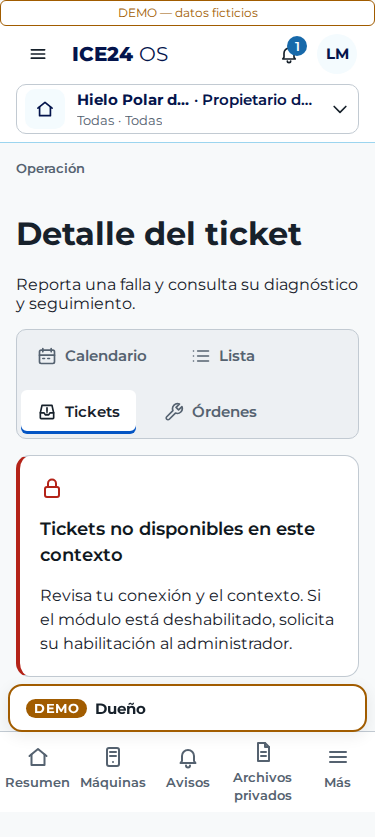 DEMO — datos ficticios
ICE24 OS
1
LM
Hielo Polar d... · Propietario d...
Todas · Todas
Operación
Detalle del ticket
Reporta una falla y consulta su diagnóstico
y seguimiento.
Calendario
Lista
Tickets
Órdenes
Tickets no disponibles en este
contexto
Revisa tu conexión y el contexto. Si
el módulo está deshabilitado, solicita
su habilitación al administrador.
DEMO Dueño
Resumen
Máquinas
Avisos
Archivos
privados
Más